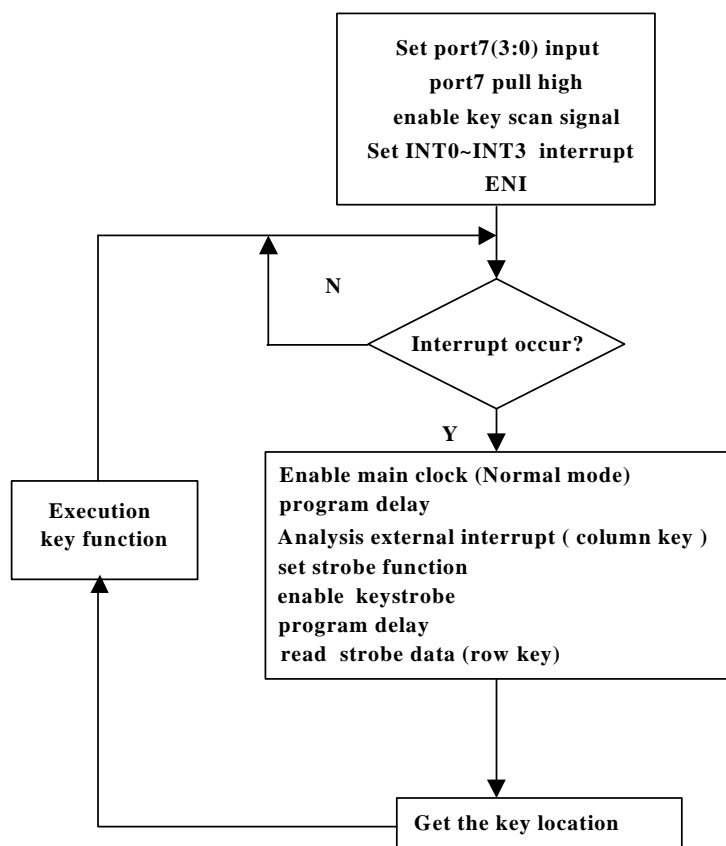 Set port7(3:0) input
port7 pull high
enable key scan signal
Set INT0~INT3 interrupt
ENI
N
Interrupt occur?
Y
Enable main clock (Normal mode)
program delay
Analysis external interrupt ( column key )
set strobe function
enable keystrobe
program delay
read strobe data (row key)
Execution
key function
Get the key location